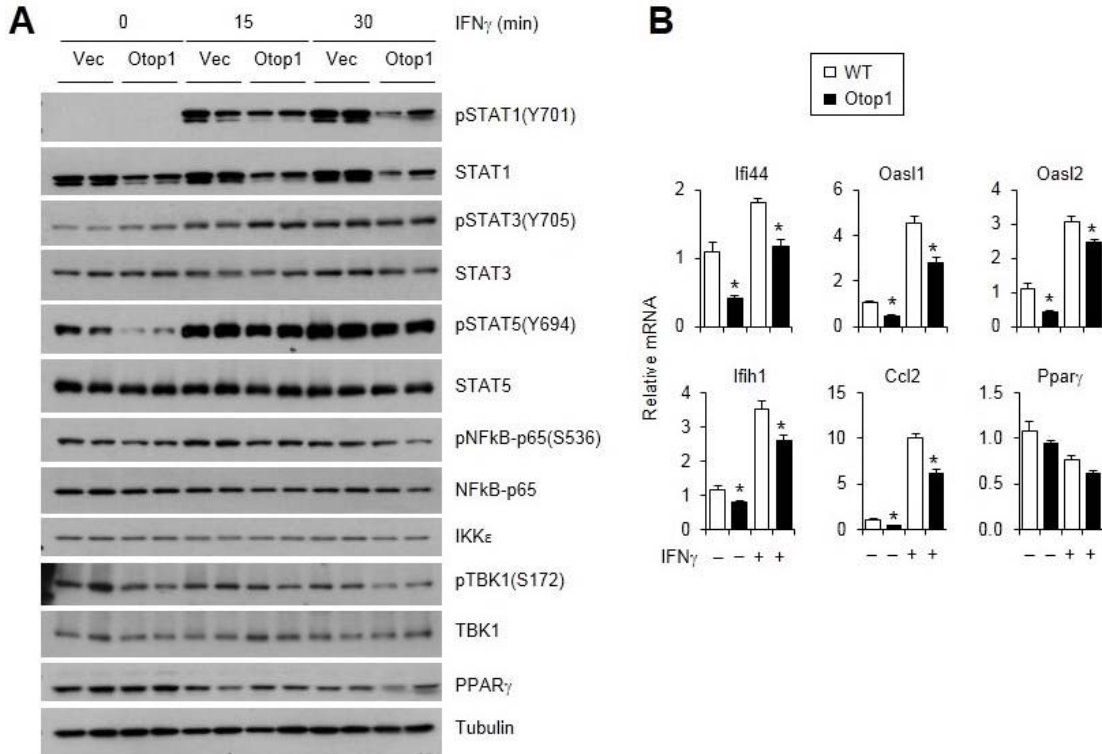 A
0 15 30 IFNγ (min)
Vec Otop1 Vec Otop1 Vec Otop1
pSTAT1(Y701)
STAT1
pSTAT3(Y705)
STAT3
pSTAT5(Y694)
STAT5
pNFkB-p65(S536)
NFkB-p65
IKKε
pTBK1(S172)
TBK1
PPARγ
Tubulin
B
WT
Otop1
Relative mRNA
Ifi44
2
1
0
* *
Oasl1
6
4
2
0
* *
Oasl2
4
3
2
1
0
* *
Ifih1
4
3
2
1
0
* *
Ccl2
15
10
5
0
* *
Pparγ
1.5
1.0
0.5
0.0
IFNγ – – + + – – + + – – + +